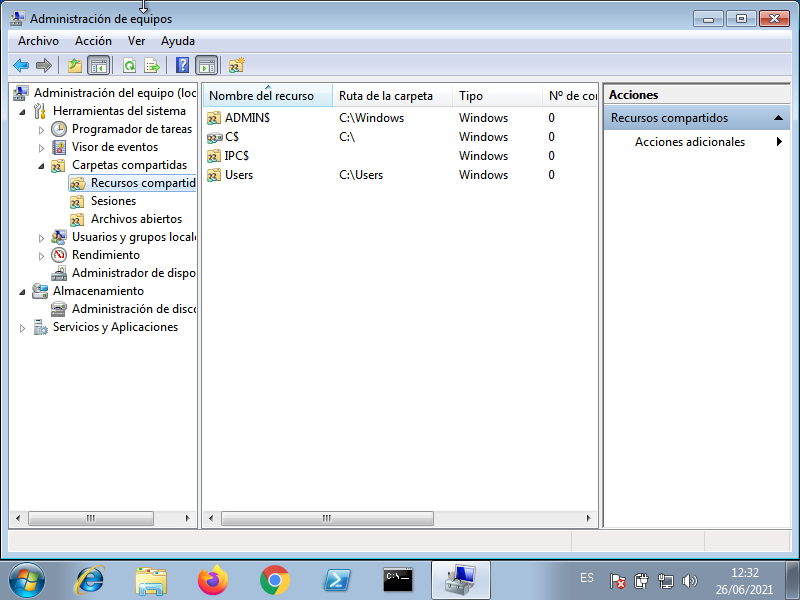 Administración de equipos
Archivo Acción Ver Ayuda
Administración del equipo (loc
Herramientas del sistema
Programador de tareas
Visor de eventos
Carpetas compartidas
Recursos compartid
Sesiones
Archivos abiertos
Usuarios y grupos locale
Rendimiento
Administrador de dispo
Almacenamiento
Administración de disco
Servicios y Aplicaciones
Nombre del recurso Ruta de la carpeta Tipo Nº de con
ADMIN$ C:\Windows Windows 0
C$ C:\ Windows 0
IPC$ Windows 0
Users C:\Users Windows 0
Acciones
Recursos compartidos
Acciones adicionales
C:\_
ES
12:32
26/06/2021